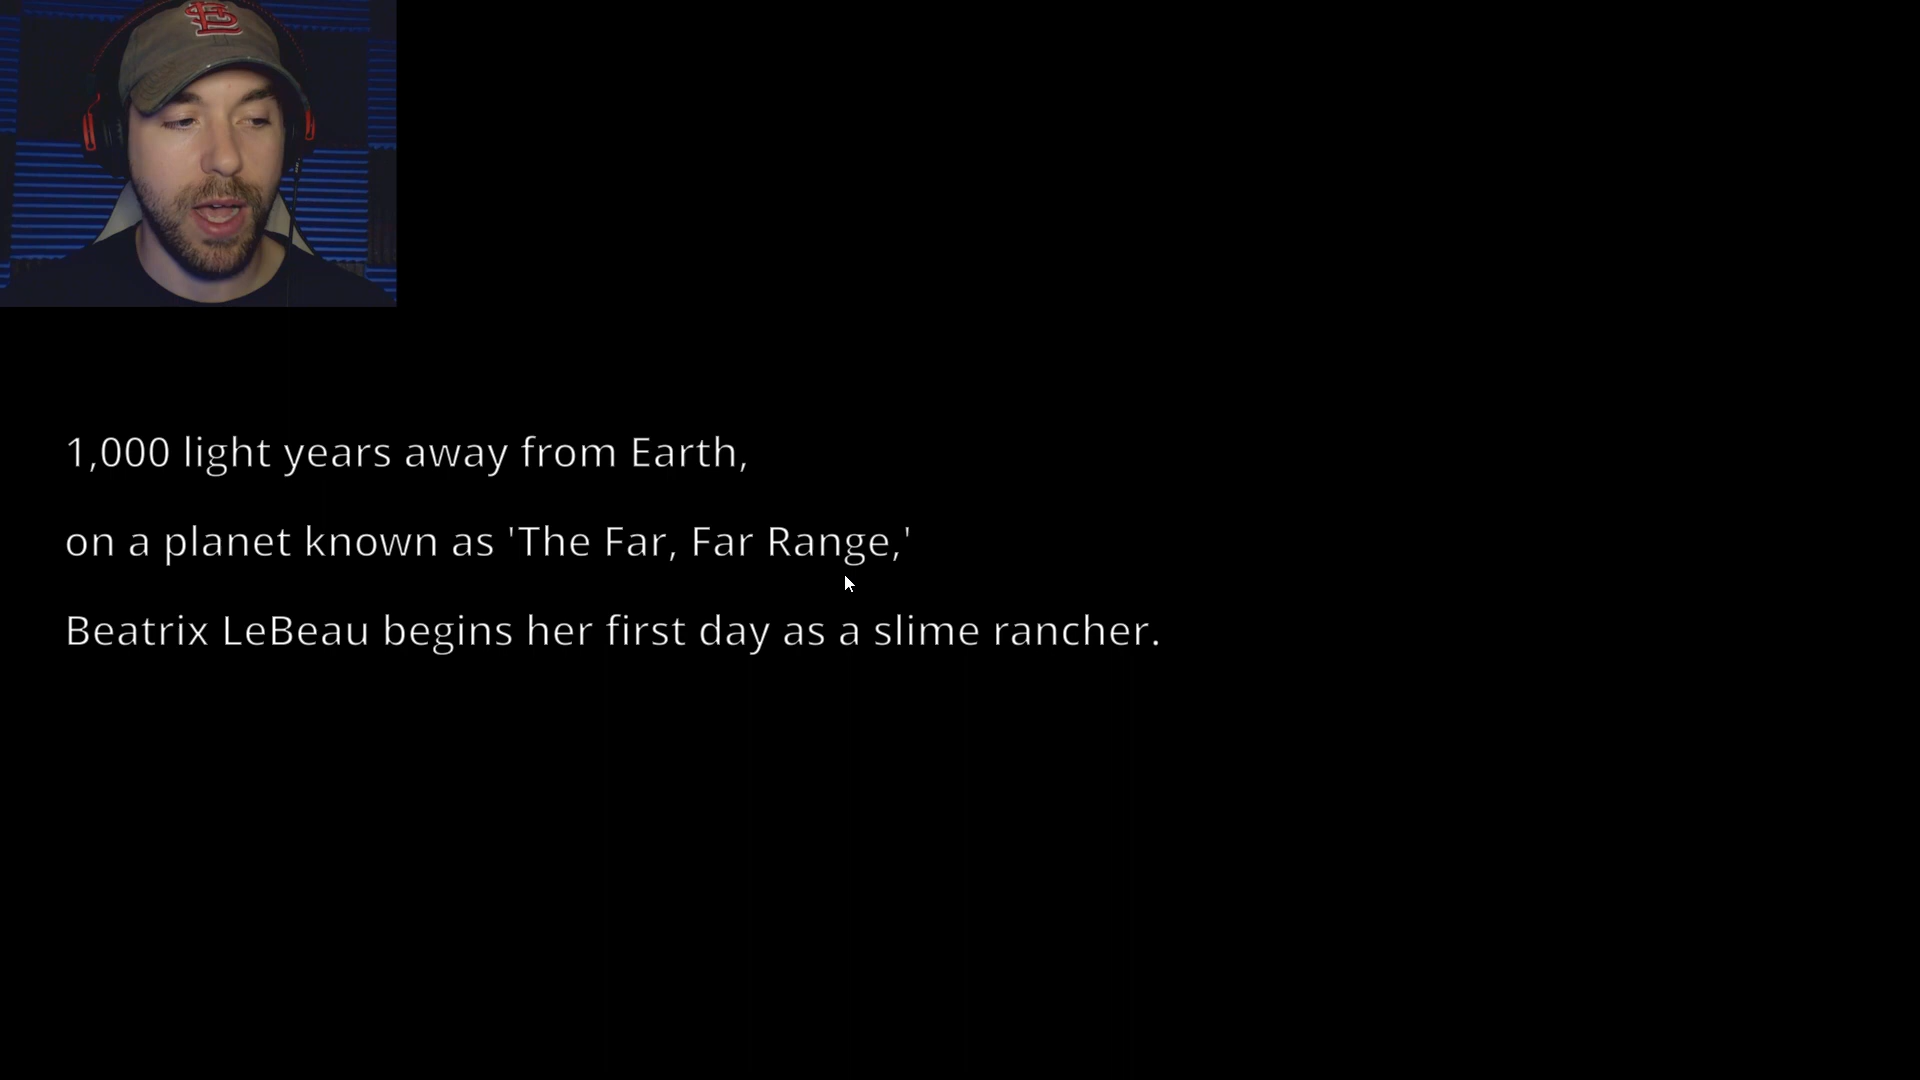 1,000 light years away from Earth,
on a planet known as 'The Far, Far Range,'
Beatrix LeBeau begins her first day as a slime rancher.